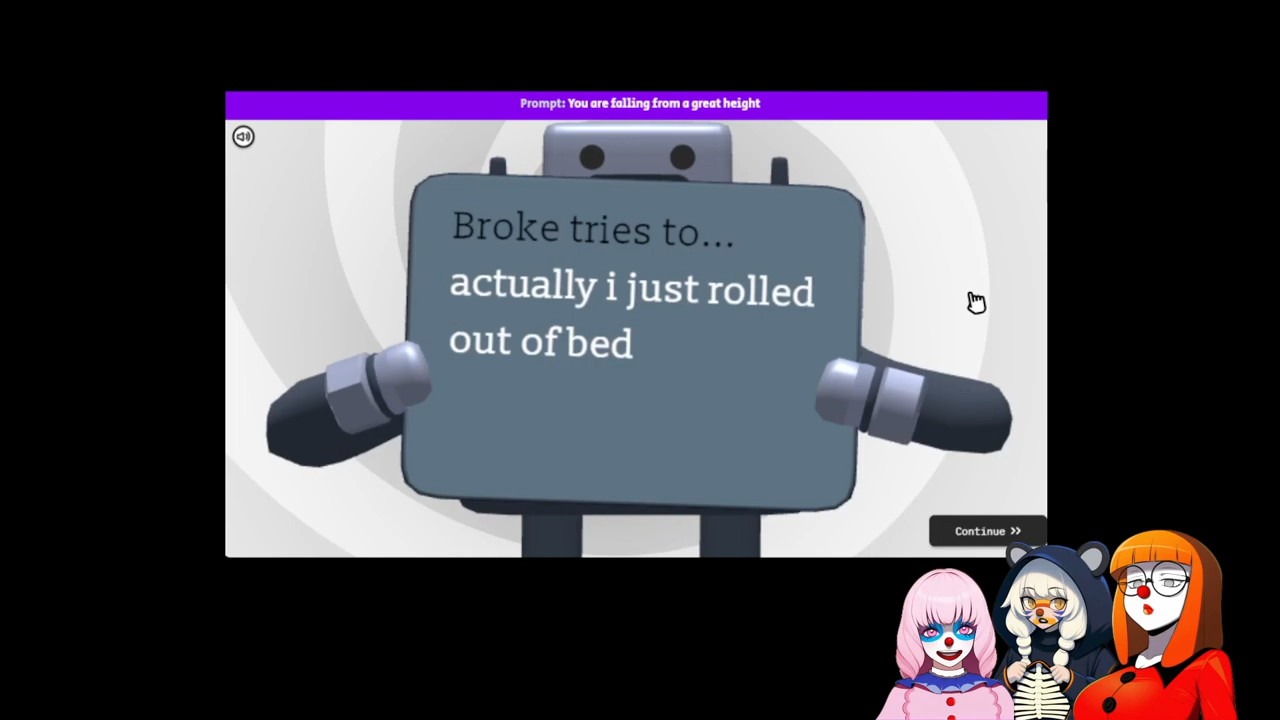 Prompt: You are falling from a great height
Broke tries to...
actually i just rolled
out of bed
Continue >>